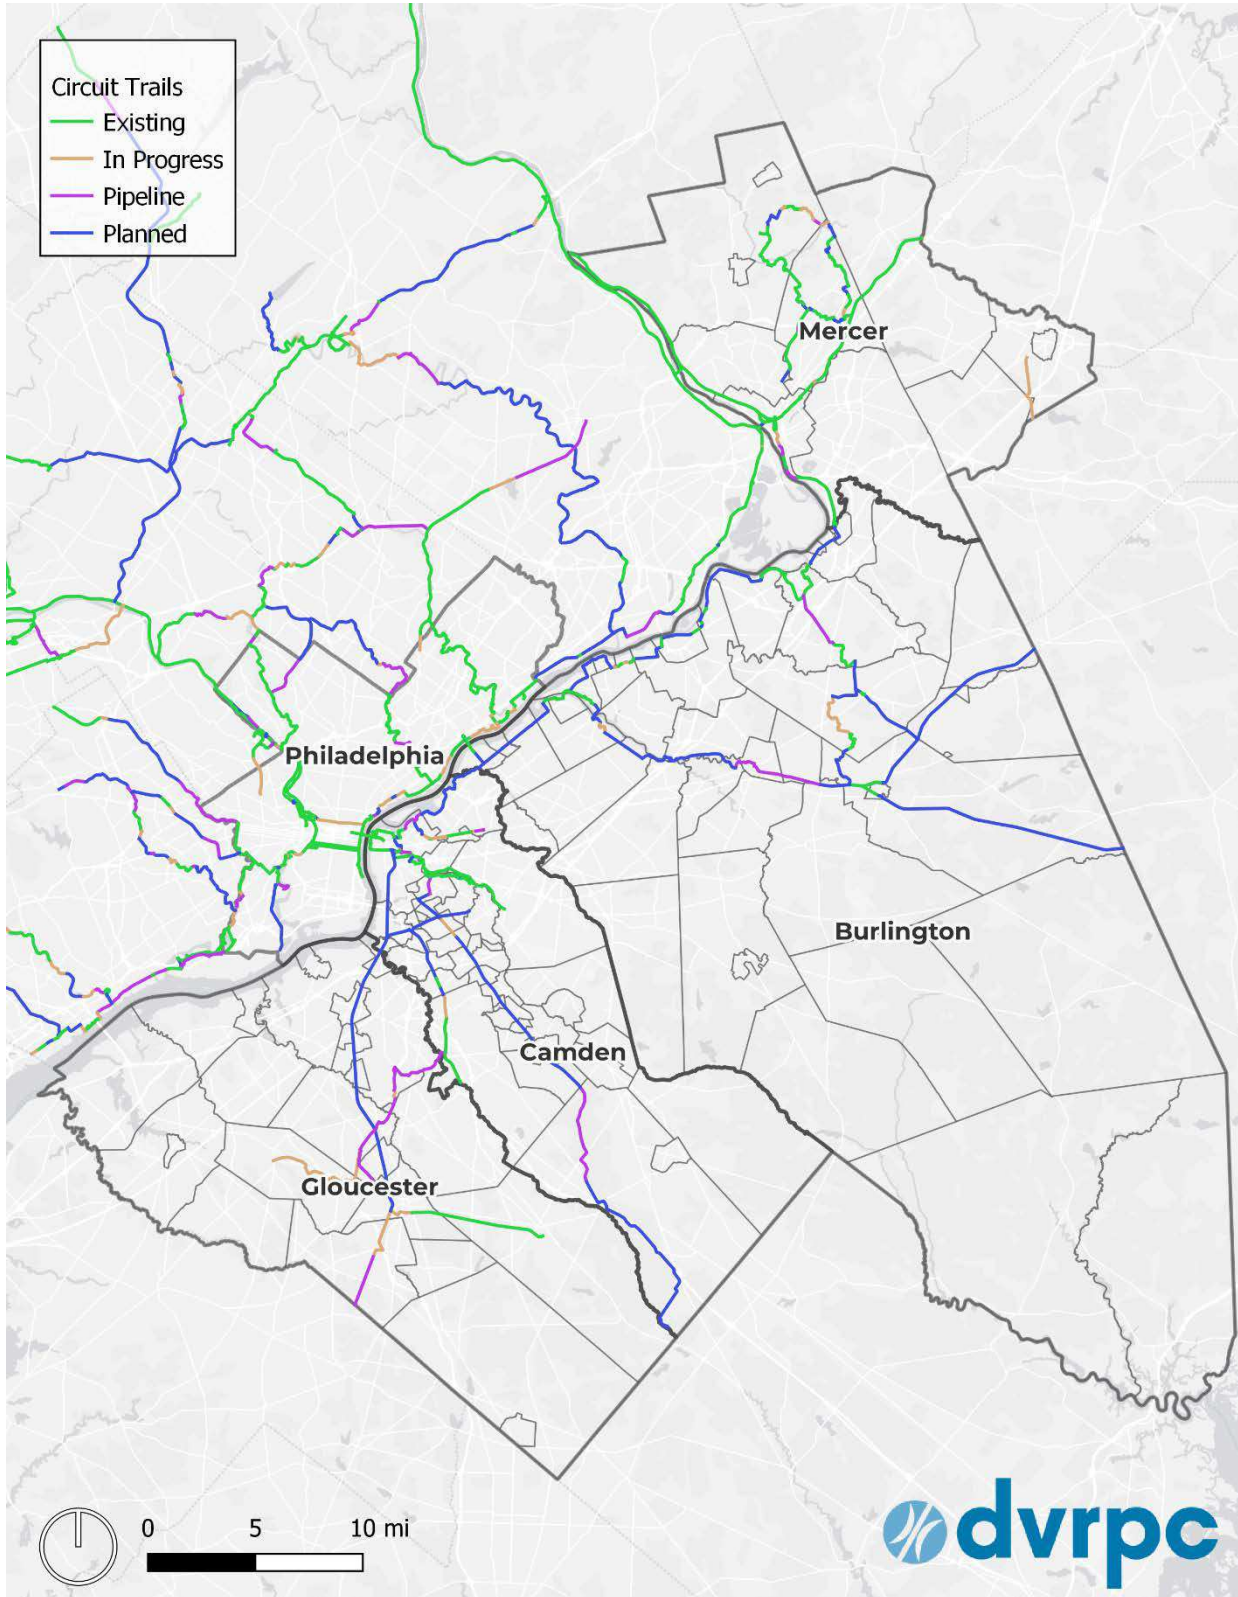 Circuit Trails
Existing
In Progress
Pipeline
Planned
Mercer
Philadelphia
Burlington
Camden
Gloucester
0 5 10 mi
dvrpc